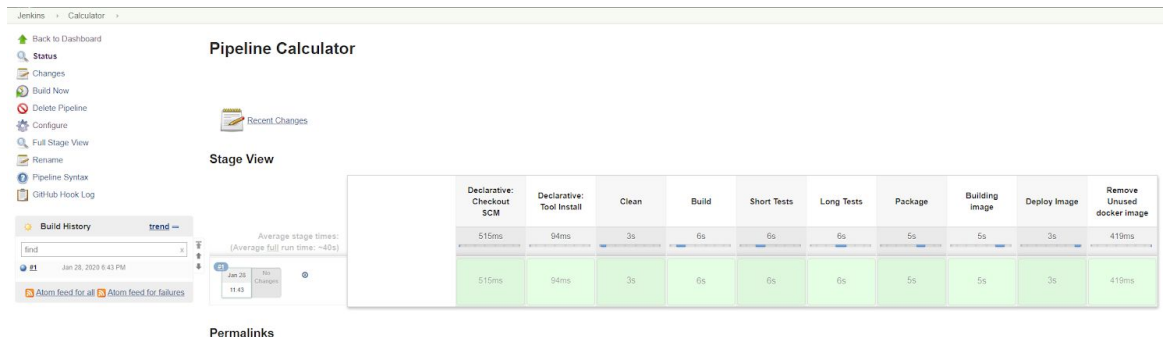 Jenkins Calculator
Back to Dashboard
Status
Changes
Build Now
Delete Pipeline
Configure
Full Stage View
Rename
Pipeline Syntax
GitHub Hook Log
Build History trend
find x
#1 Jan 28, 2020 6:43 PM
Atom feed for all Atom feed for failures
Pipeline Calculator
Recent Changes
Stage View
Declarative: Checkout SCM
Declarative: Tool Install
Clean
Build
Short Tests
Long Tests
Package
Building image
Deploy Image
Remove Unused docker image
Average stage times:
(Average full run time: ~40s)
515ms 94ms 3s 6s 6s 6s 5s 5s 3s 419ms
#1
Jan 28
11:43
No Changes
515ms 94ms 3s 6s 6s 6s 5s 5s 3s 419ms
Permalinks